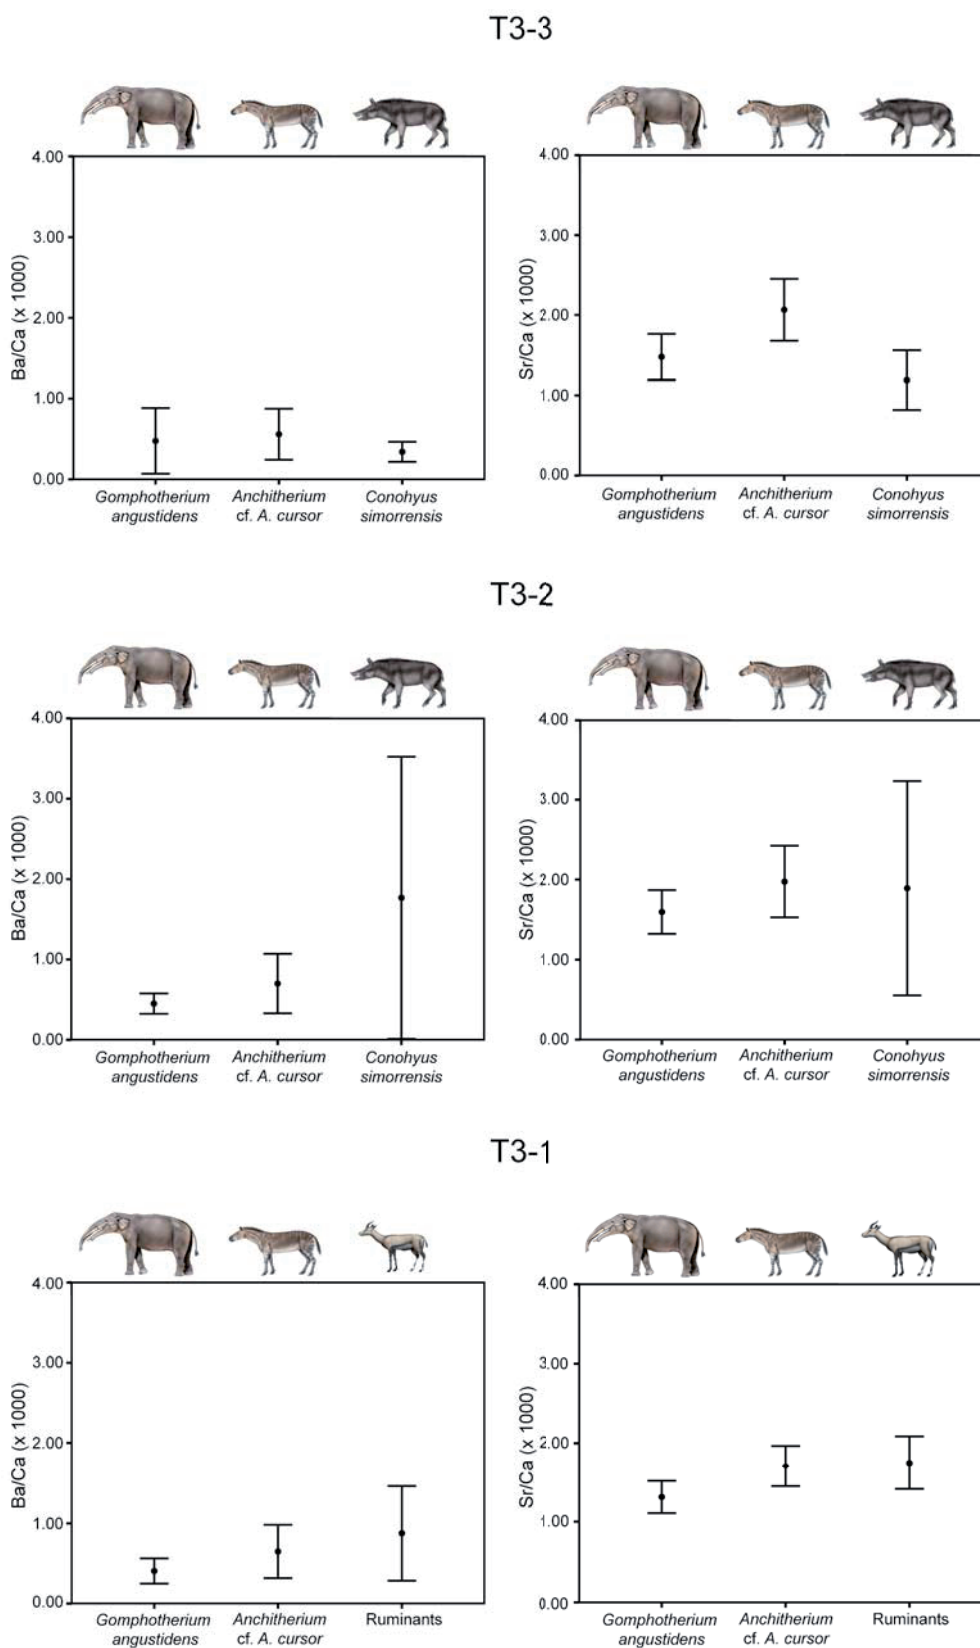 T3-3
4.00
3.00
2.00
1.00
0.00
Ba/Ca (x 1000)
Gomphotherium
angustidens
Anchitherium
cf. A. cursor
Conohyus
simorrensis
4.00
3.00
2.00
1.00
0.00
Sr/Ca (x 1000)
Gomphotherium
angustidens
Anchitherium
cf. A. cursor
Conohyus
simorrensis
T3-2
4.00
3.00
2.00
1.00
0.00
Ba/Ca (x 1000)
Gomphotherium
angustidens
Anchitherium
cf. A. cursor
Conohyus
simorrensis
4.00
3.00
2.00
1.00
0.00
Sr/Ca (x 1000)
Gomphotherium
angustidens
Anchitherium
cf. A. cursor
Conohyus
simorrensis
T3-1
4.00
3.00
2.00
1.00
0.00
Ba/Ca (x 1000)
Gomphotherium
angustidens
Anchitherium
cf. A. cursor
Ruminants
4.00
3.00
2.00
1.00
0.00
Sr/Ca (x 1000)
Gomphotherium
angustidens
Anchitherium
cf. A. cursor
Ruminants